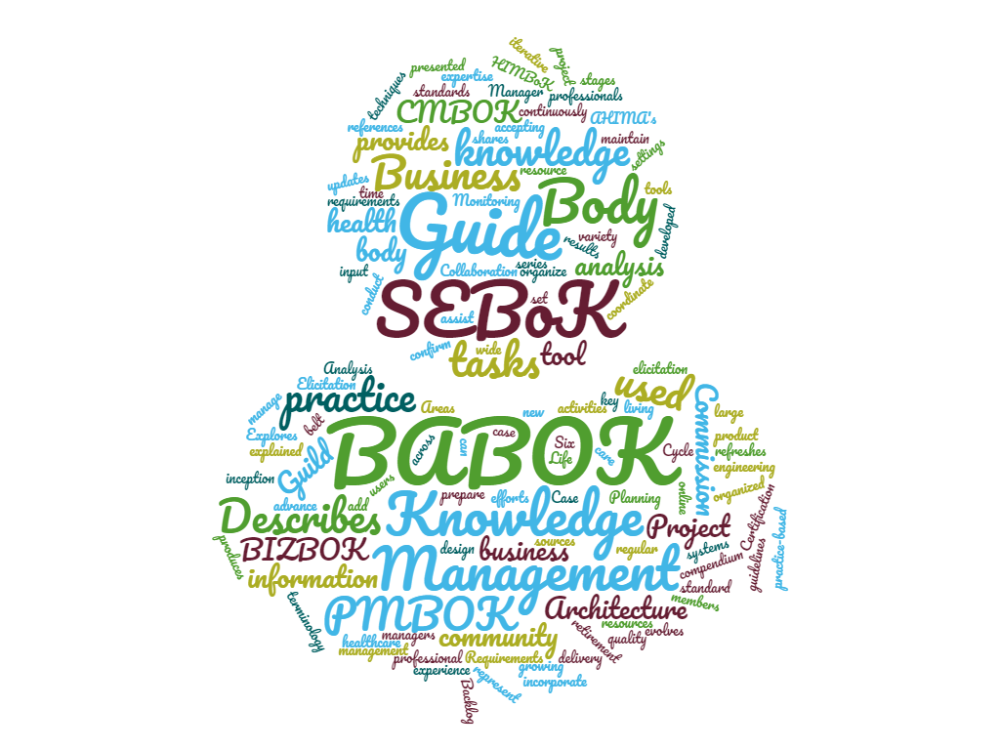 iterative
project
HIMBoK
presented
expertise
stages
techniques
standards
Manager
professionals
CMBOK
continuously
AHIMA's
references
accepting
provides
shares
maintain
knowledge
settings
Business
resource
updates
time
tools
requirements
Monitoring
Body
health
Guide
developed
variety
results
body
series
analysis
input
Collaboration
organize
conduct
coordinate
SEBoK
set
assist
confirm
wide
tasks
tool
Analysis
elicitation
Elicitation
practice
used
manage
Areas
new
activities
key
living
Commission
large
belt
BABOK
Explores
case
product
explained
across
can
Six
Life
care
Cycle
refreshes
Guild
engineering
inception
users
online
organized
prepare
efforts
Case
Planning
advance
add
Describes
Knowledge
Project
Certification
practice-based
produces
BIZBOK
design
sources
business
regular
systems
compendium
guidelines
information
Management
standard
members
terminology
PMBOK
Architecture
resources
retirement
evolves
managers
community
quality
healthcare
management
professional
Requirements
delivery
experience
growing
represent
incorporate
Backlog